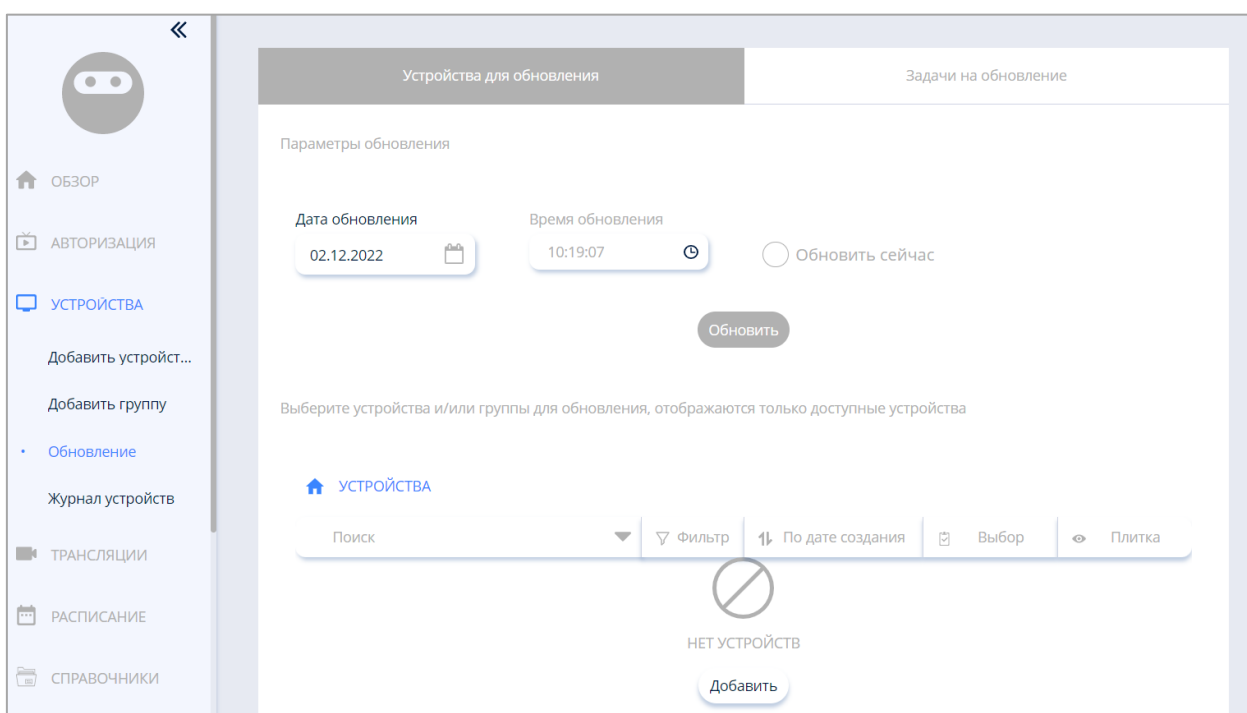 ОБЗОР
АВТОРИЗАЦИЯ
УСТРОЙСТВА
Добавить устройст...
Добавить группу
Обновление
Журнал устройств
ТРАНСЛЯЦИИ
РАСПИСАНИЕ
СПРАВОЧНИКИ
Устройства для обновления
Задачи на обновление
Параметры обновления
Дата обновления
02.12.2022
Время обновления
10:19:07
Обновить сейчас
Обновить
Выберите устройства и/или группы для обновления, отображаются только доступные устройства
УСТРОЙСТВА
Поиск
Фильтр
По дате создания
Выбор
Плитка
НЕТ УСТРОЙСТВ
Добавить